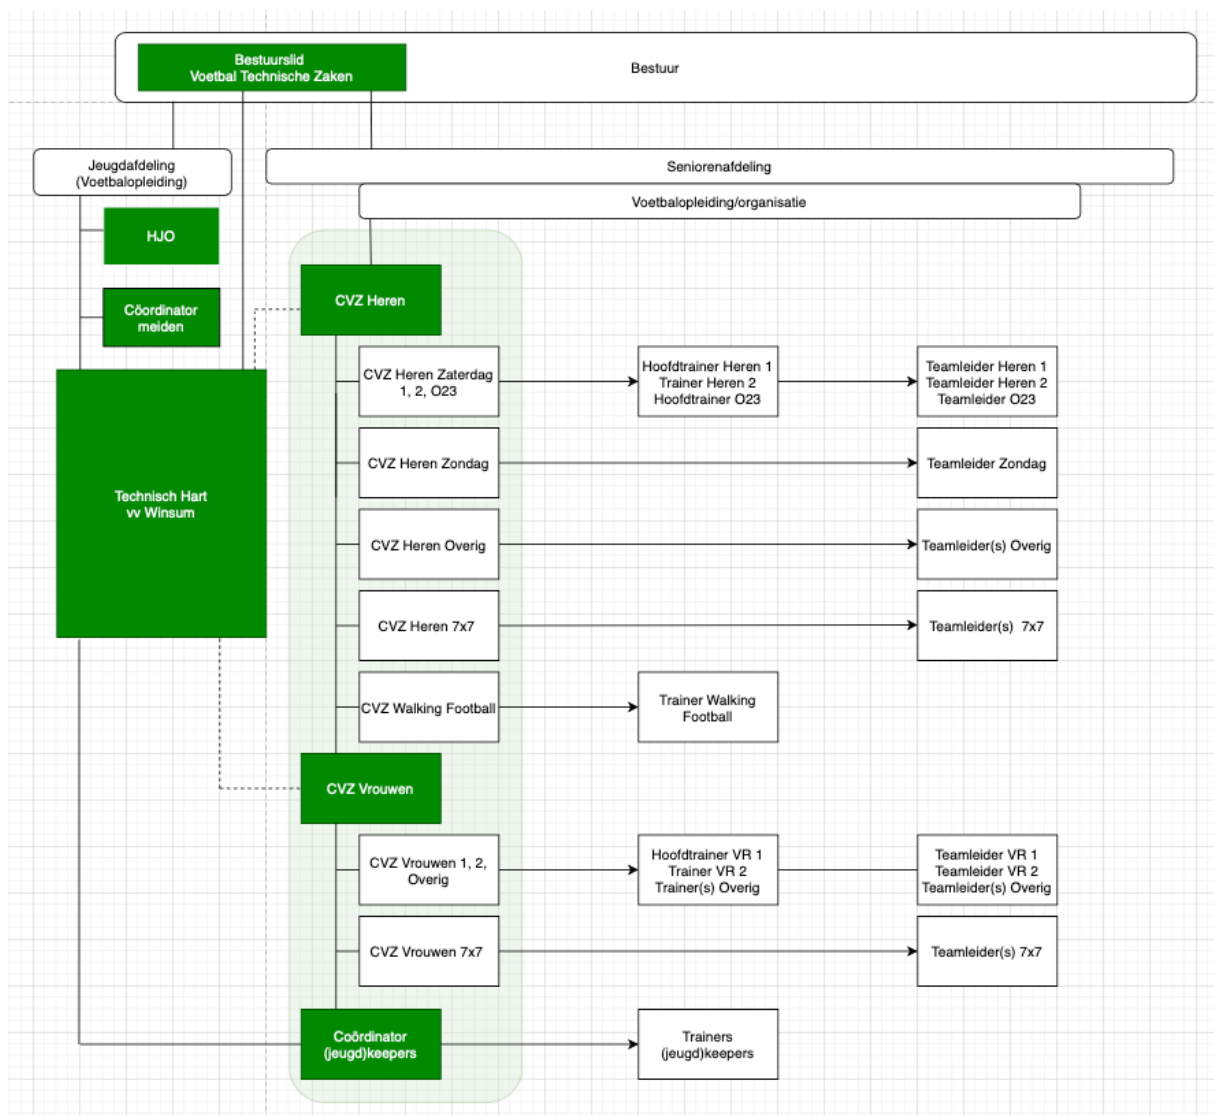 Bestuurslid
Voetbal Technische Zaken
Bestuur
Jeugdafdeling
(Voetbalopleiding)
Seniorenafdeling
Voetbalopleiding/organisatie
HJO
CVZ Heren
Cöordinator
meiden
CVZ Heren Zaterdag
1, 2, O23
Hoofdtrainer Heren 1
Trainer Heren 2
Hoofdtrainer O23
Teamleider Heren 1
Teamleider Heren 2
Teamleider O23
CVZ Heren Zondag
Teamleider Zondag
Technisch Hart
vv Winsum
CVZ Heren Overig
Teamleider(s) Overig
CVZ Heren 7x7
Teamleider(s) 7x7
CVZ Walking Football
Trainer Walking
Football
CVZ Vrouwen
CVZ Vrouwen 1, 2,
Overig
Hoofdtrainer VR 1
Trainer VR 2
Trainer(s) Overig
Teamleider VR 1
Teamleider VR 2
Teamleider(s) Overig
CVZ Vrouwen 7x7
Teamleider(s) 7x7
Coördinator
(jeugd)keepers
Trainers
(jeugd)keepers